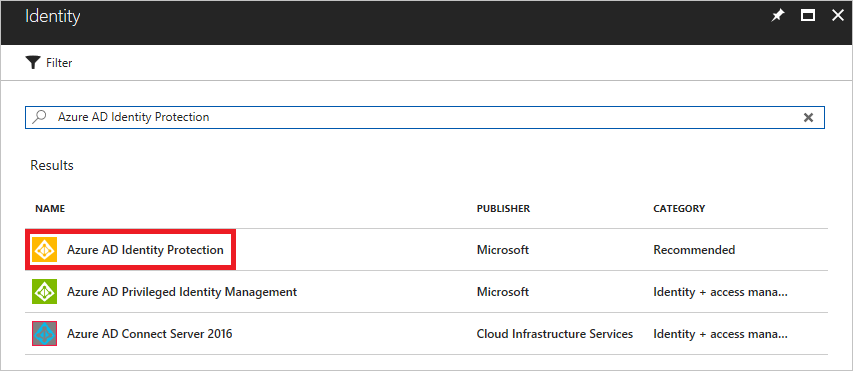 Identity
Filter
Azure AD Identity Protection
Results
NAME PUBLISHER CATEGORY
Azure AD Identity Protection Microsoft Recommended
Azure AD Privileged Identity Management Microsoft Identity + access mana...
Azure AD Connect Server 2016 Cloud Infrastructure Services Identity + access mana...